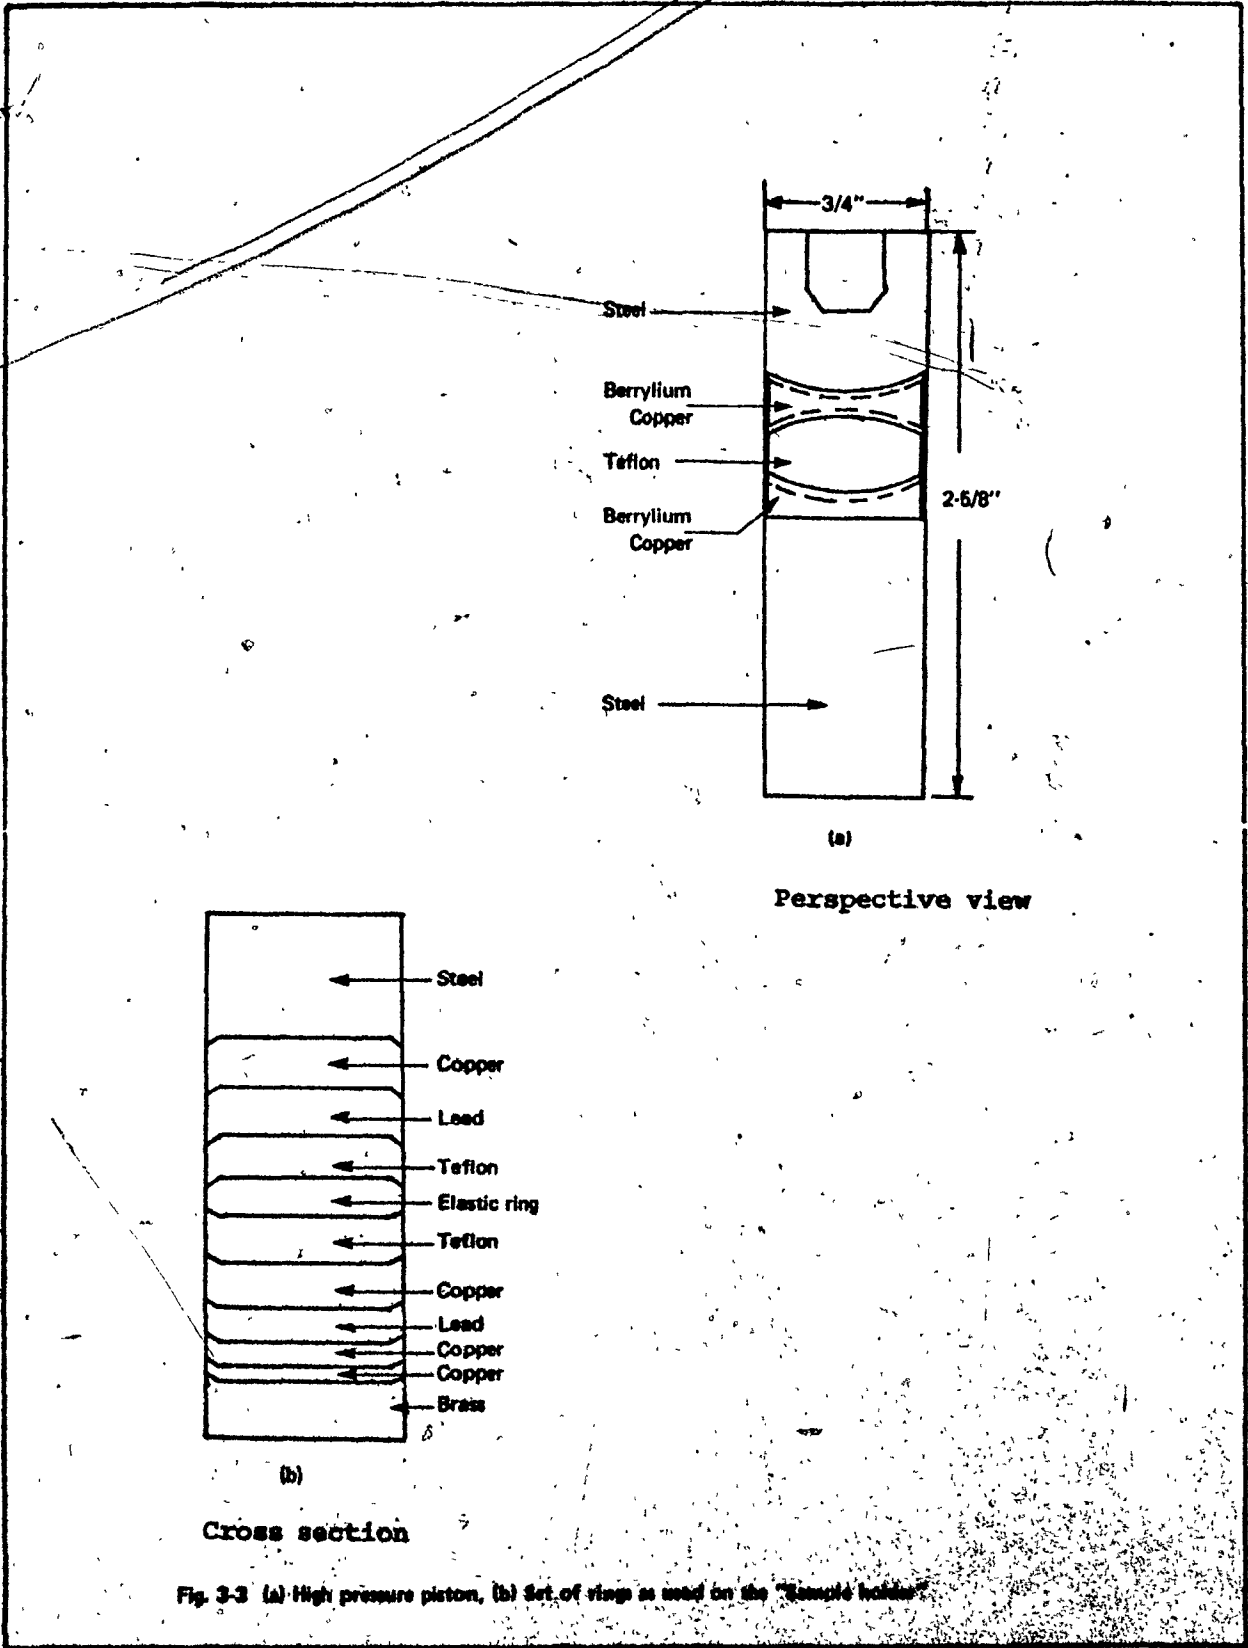 3/4"
Steel
Berrylium
Copper
Teflon
2-5/8"
Berrylium
Copper
Steel
(a)
Perspective view
Steel
Copper
Lead
Teflon
Elastic ring
Teflon
Copper
Lead
Copper
Copper
Brass
(b)
Cross section
Fig. 3-3 (a) High pressure piston, (b) Set of rings as used on the "Sample holder"